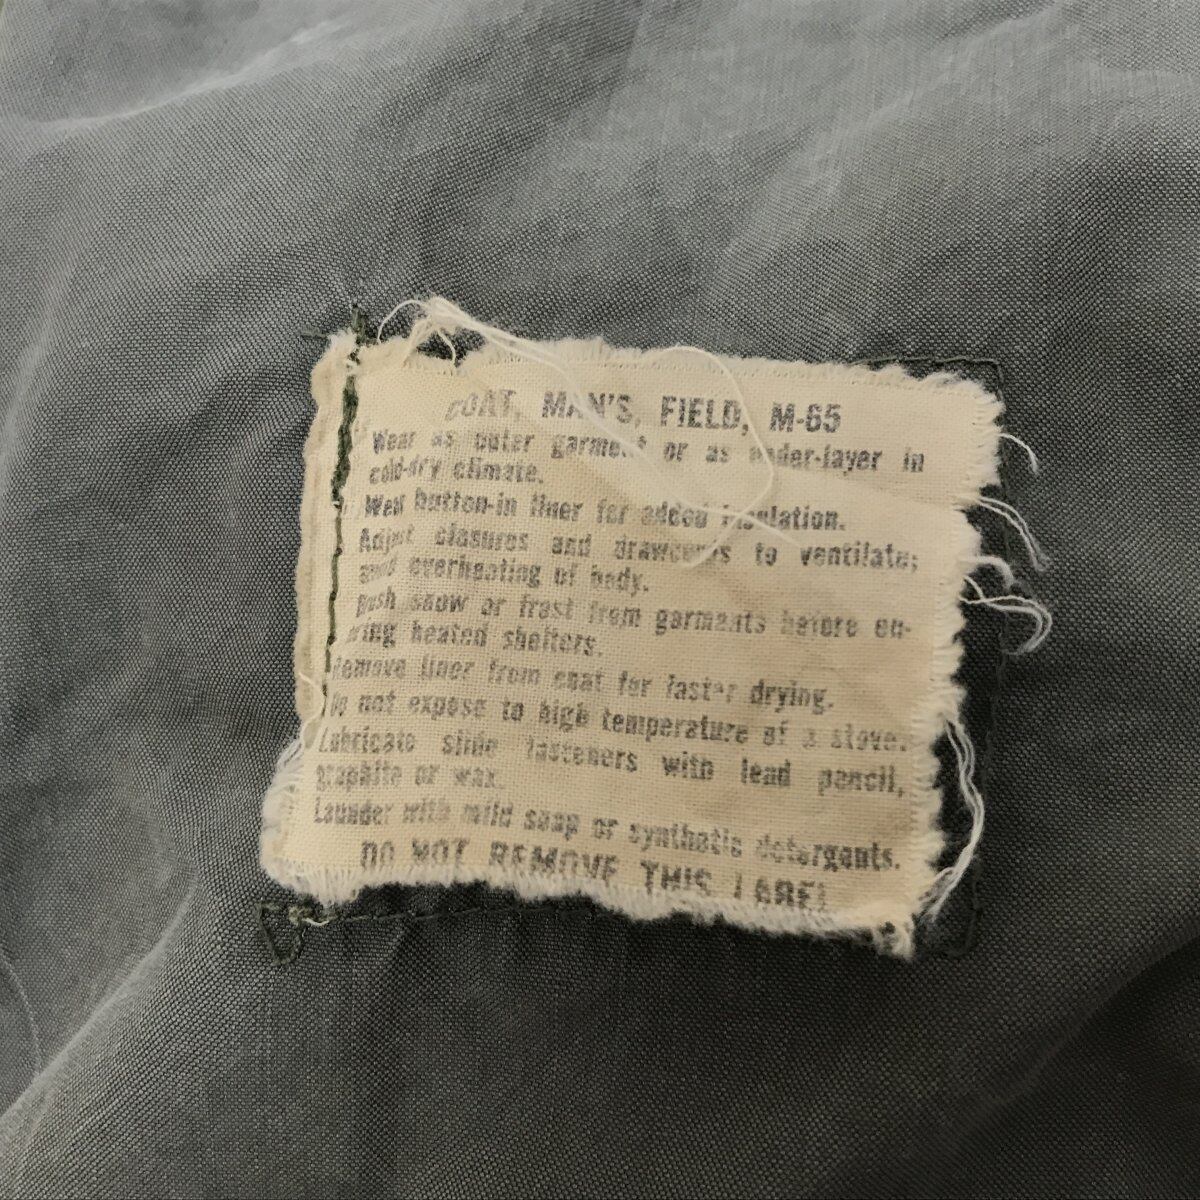 COAT, MAN'S, FIELD, M-65
Wear as outer garment or as under-layer in
cold-dry climate.
Wear button-in liner for added insulation.
Adjust closures and drawcords to ventilate;
avoid overheating of body.
Brush snow or frost from garments before en-
tering heated shelters.
Remove liner from coat for faster drying.
Do not expose to high temperature of a stove.
Lubricate slide fasteners with lead pencil,
graphite or wax.
Launder with mild soap or synthetic detergents.
DO NOT REMOVE THIS LABEL